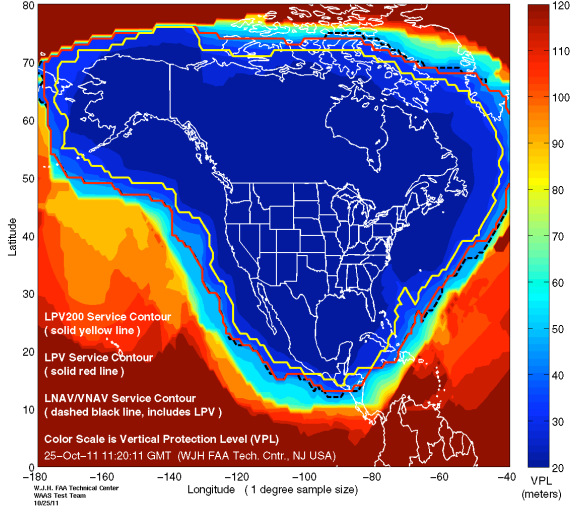 80
70
60
50
40
30
20
10
0
Latitude
LPV200 Service Contour
( solid yellow line )
LPV Service Contour
(solid red line )
LNAV/VNAV Service Contour
( dashed black line, includes LPV )
Color Scale is Vertical Protection Level (VPL)
25-Oct-11 11:20:11 GMT (WJH FAA Tech. Cntr., NJ USA)
-180 -160 -140 -120 -100 -80 -60 -40
Longitude ( 1 degree sample size)
W.J.H. FAA Technical Center
WAAS Test Team
10/25/11
120
110
100
90
80
70
60
50
40
30
20
VPL
(meters)